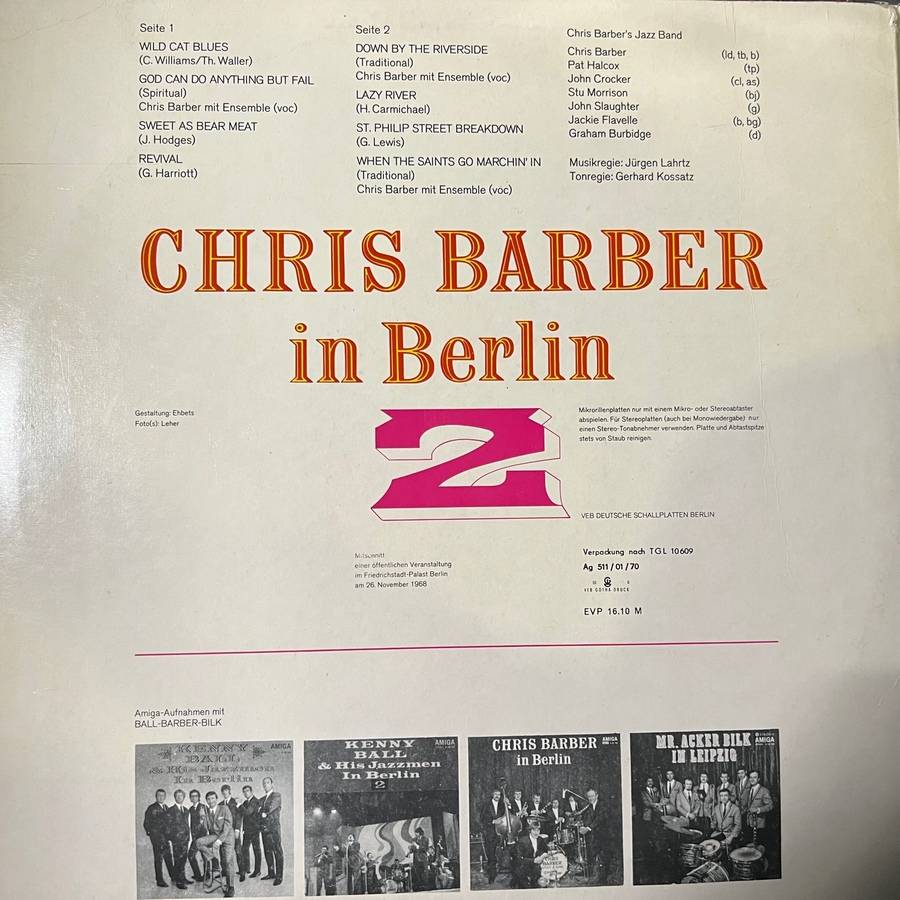 Seite 1
WILD CAT BLUES
(C. Williams/Th. Waller)
GOD CAN DO ANYTHING BUT FAIL
(Spiritual)
Chris Barber mit Ensemble (voc)
SWEET AS BEAR MEAT
(J. Hodges)
REVIVAL
(G. Harriott)
Seite 2
DOWN BY THE RIVERSIDE
(Traditional)
Chris Barber mit Ensemble (voc)
LAZY RIVER
(H. Carmichael)
ST. PHILIP STREET BREAKDOWN
(G. Lewis)
WHEN THE SAINTS GO MARCHIN' IN
(Traditional)
Chris Barber mit Ensemble (voc)
Chris Barber's Jazz Band
Chris Barber (ld, tb, b)
Pat Halcox (tp)
John Crocker (cl, as)
Stu Morrison (bj)
John Slaughter (g)
Jackie Flavelle (b, bg)
Graham Burbidge (d)
Musikregie: Jürgen Lahrtz
Tonregie: Gerhard Kossatz
CHRIS BARBER
in Berlin
2
Gestaltung: Ehbets
Foto(s): Leher
Mikrorillenplatten nur mit einem Mikro- oder Stereoabtaster
abspielen. Für Stereoplatten (auch bei Monowiedergabe) nur
einen Stereo-Tonabnehmer verwenden. Platte und Abtastspitze
stets von Staub reinigen.
VEB DEUTSCHE SCHALLPLATTEN BERLIN
Mitschnitt
einer öffentlichen Veranstaltung
im Friedrichstadt-Palast Berlin
am 26. November 1968
Verpackung nach TGL 10609
Ag 511/01/70
VEB GOTHA DRUCK
EVP 16.10 M
Amiga-Aufnahmen mit
BALL-BARBER-BILK
KENNY
BALL
& His Jazzmen
In Berlin
AMIGA
KENNY
BALL
& His Jazzmen
In Berlin
2
AMIGA
CHRIS BARBER
in Berlin
AMIGA
CHRIS
BARBER
MR. ACKER BILK
IN LEIPZIG
AMIGA